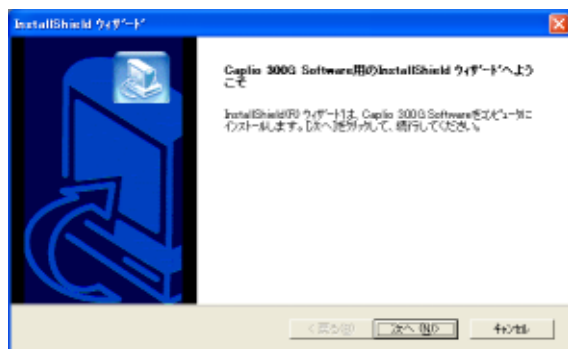 InstallShield ウィザード
Caplio 300G Software用のInstallShield ウィザードへよう
こそ
InstallShield(R) ウィザードは、Caplio 300G Softwareをコンピュータに
インストールします。[次へ]をクリックして、続行してください。
< 戻る(B)
次へ (N) >
キャンセル